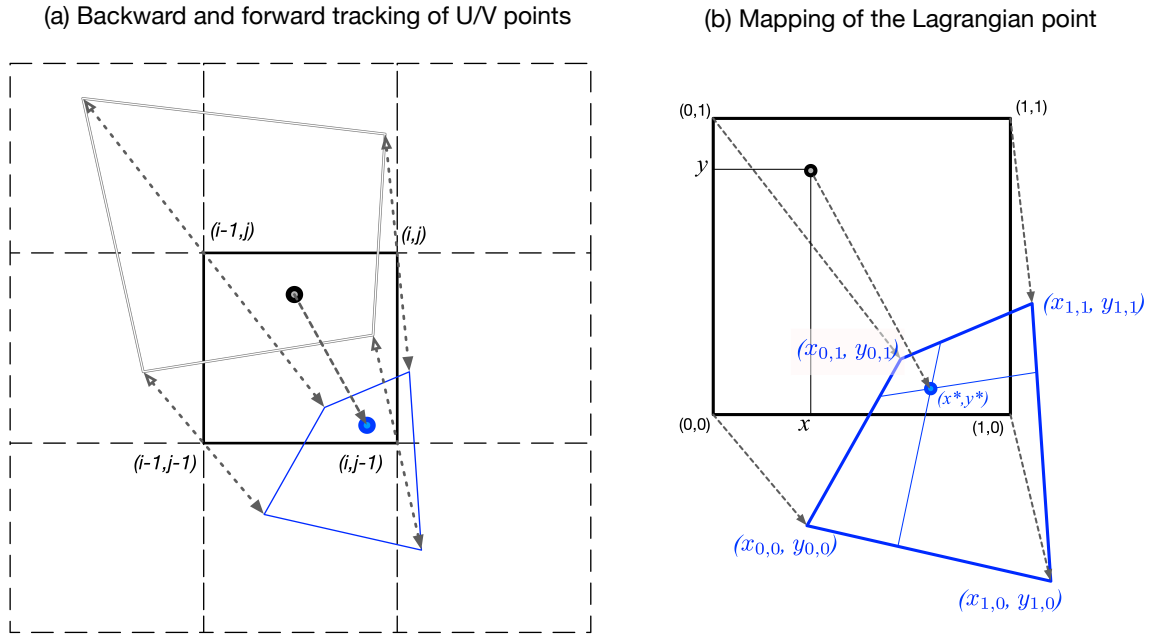 (a) Backward and forward tracking of U/V points
(b) Mapping of the Lagrangian point
(i-1,j)
(i,j)
(i-1,j-1)
(i,j-1)
(0,1)
(1,1)
y
(x1,1, y1,1)
(x0,1, y0,1)
(x*,y*)
(0,0)
x
(1,0)
(x0,0, y0,0)
(x1,0, y1,0)